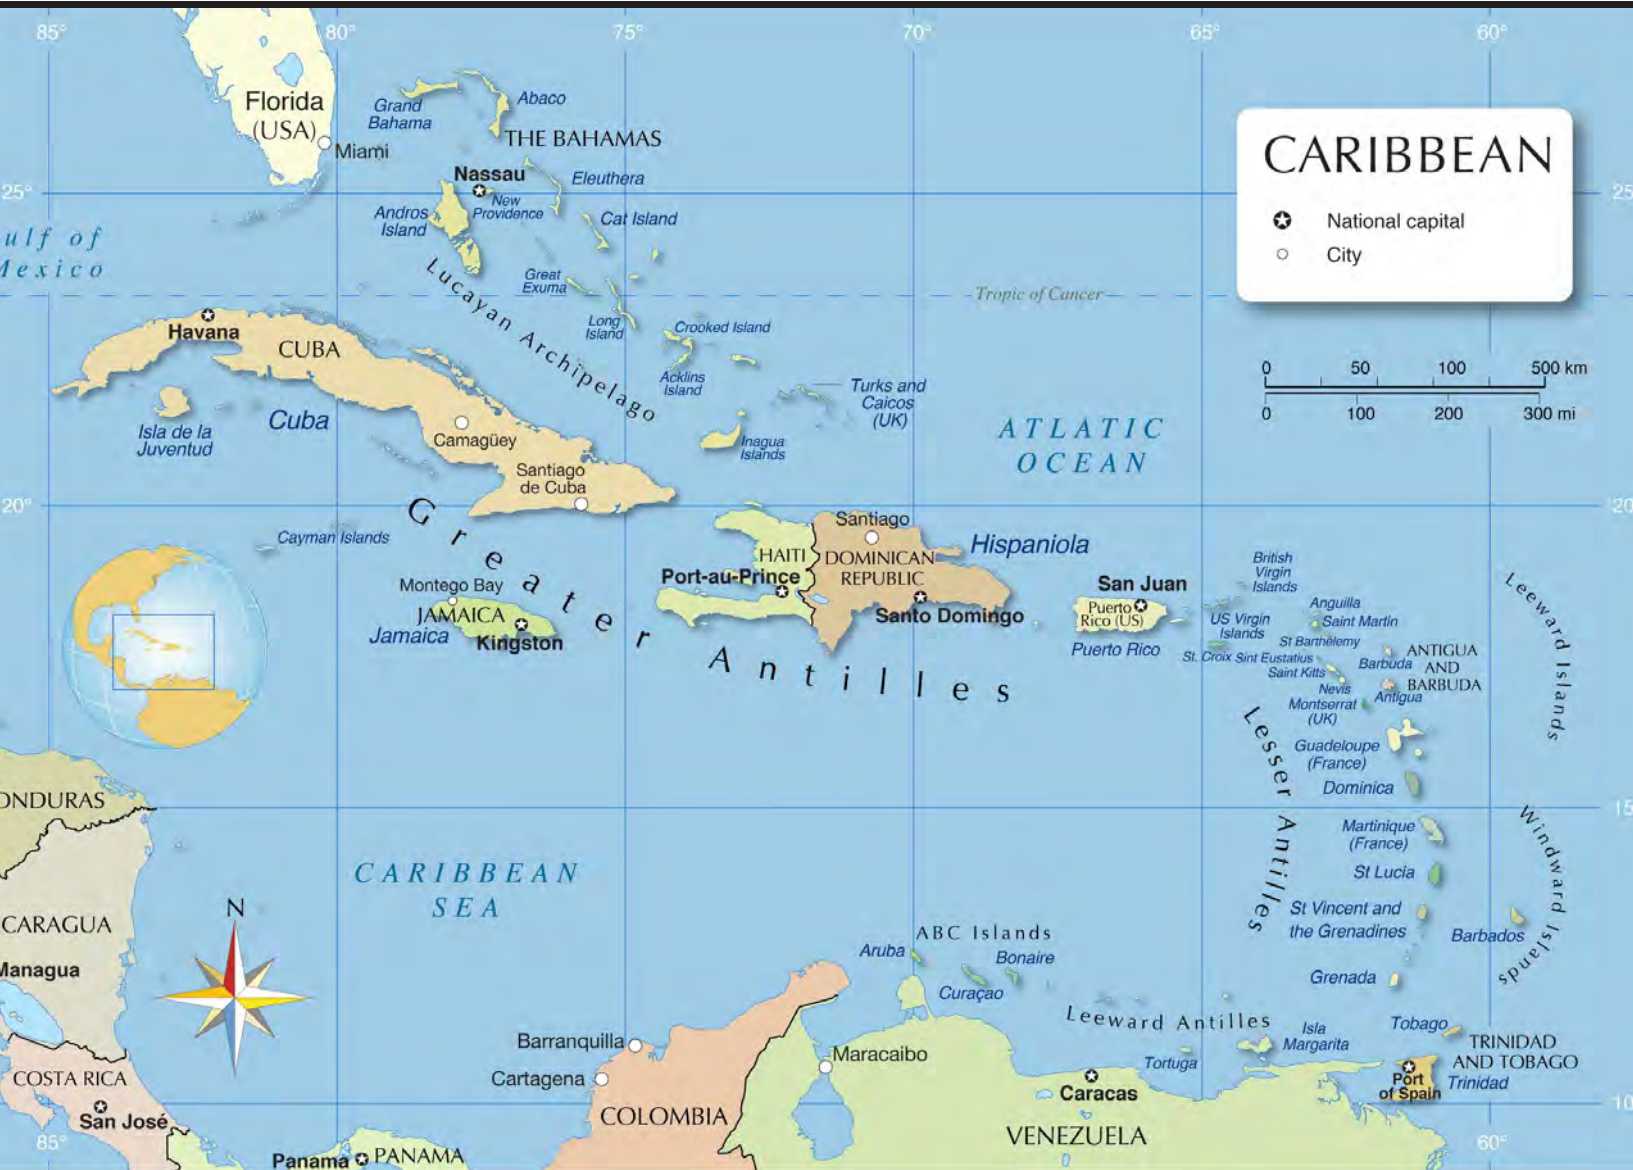 85°
80°
75°
70°
65°
60°
Florida
(USA)
Miami
Grand
Bahama
Abaco
THE BAHAMAS
Nassau
Eleuthera
New
Providence
Andros
Island
Cat Island
25°
25
ulf of
Mexico
Great
Exuma
Lucayan Archipelago
Long
Island
Tropic of Cancer
CARIBBEAN
National capital
City
0 50 100 500 km
0 100 200 300 mi
Crooked Island
Acklins
Island
Turks and
Caicos
(UK)
Inagua
Islands
Havana
CUBA
Cuba
Isla de la
Juventud
Camagüey
Santiago
de Cuba
ATLATIC
OCEAN
20°
20
Greater Antilles
Cayman Islands
Montego Bay
JAMAICA
Jamaica
Kingston
HAITI
Port-au-Prince
Santiago
DOMINICAN
REPUBLIC
Santo Domingo
Hispaniola
San Juan
Puerto
Rico (US)
Puerto Rico
British
Virgin
Islands
US Virgin
Islands
St. Croix
Anguilla
Saint Martin
St Barthélemy
Sint Eustatius
Saint Kitts
Nevis
Montserrat
(UK)
Barbuda
Antigua
ANTIGUA
AND
BARBUDA
Leeward Islands
Guadeloupe
(France)
Dominica
Lesser Antilles
15
Martinique
(France)
St Lucia
St Vincent and
the Grenadines
Barbados
Windward Islands
Grenada
ONDURAS
CARAGUA
Managua
COSTA RICA
San José
85°
Panama
PANAMA
N
CARIBBEAN
SEA
ABC Islands
Aruba
Bonaire
Curaçao
Leeward Antilles
Isla
Margarita
Tortuga
Tobago
TRINIDAD
AND TOBAGO
Port
of Spain
Trinidad
Barranquilla
Cartagena
COLOMBIA
Maracaibo
Caracas
VENEZUELA
10
60°